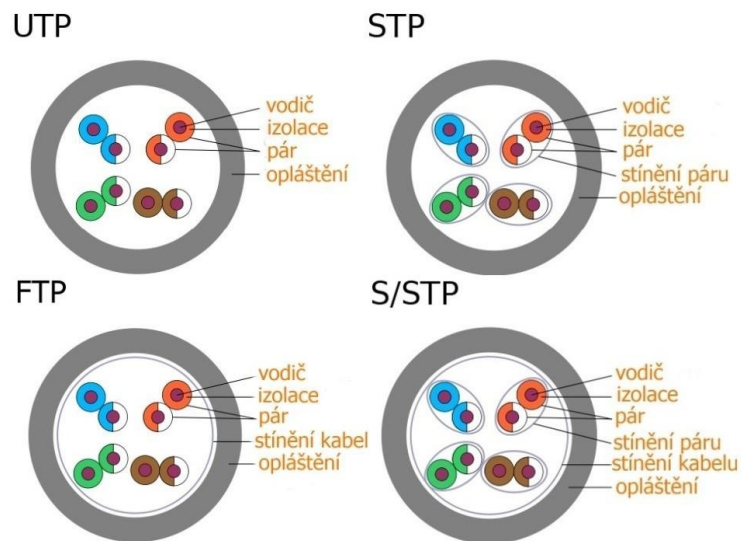 UTP
vodič
izolace
pár
opláštění
STP
vodič
izolace
pár
stínění páru
opláštění
FTP
vodič
izolace
pár
stínění kabel
opláštění
S/STP
vodič
izolace
pár
stínění páru
stínění kabelu
opláštění